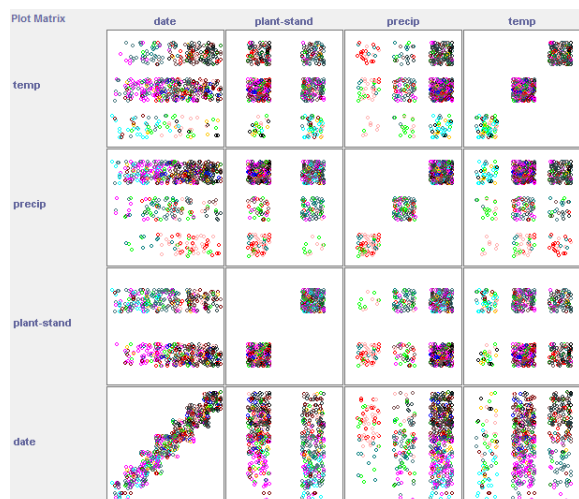 Plot Matrix
date plant-stand precip temp
temp
precip
plant-stand
date